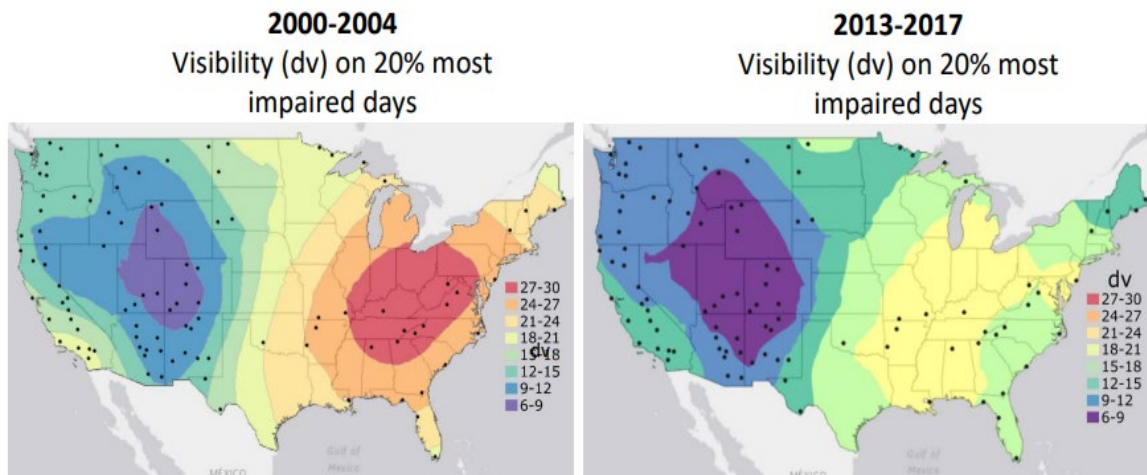 2000-2004
Visibility (dv) on 20% most
impaired days
27-30
24-27
21-24
18-21
dv
15-18
12-15
9-12
6-9
Gulf of
Mexico
MÉXICO
2013-2017
Visibility (dv) on 20% most
impaired days
dv
27-30
24-27
21-24
18-21
15-18
12-15
9-12
6-9
Gulf of
Mexico
MÉXICO